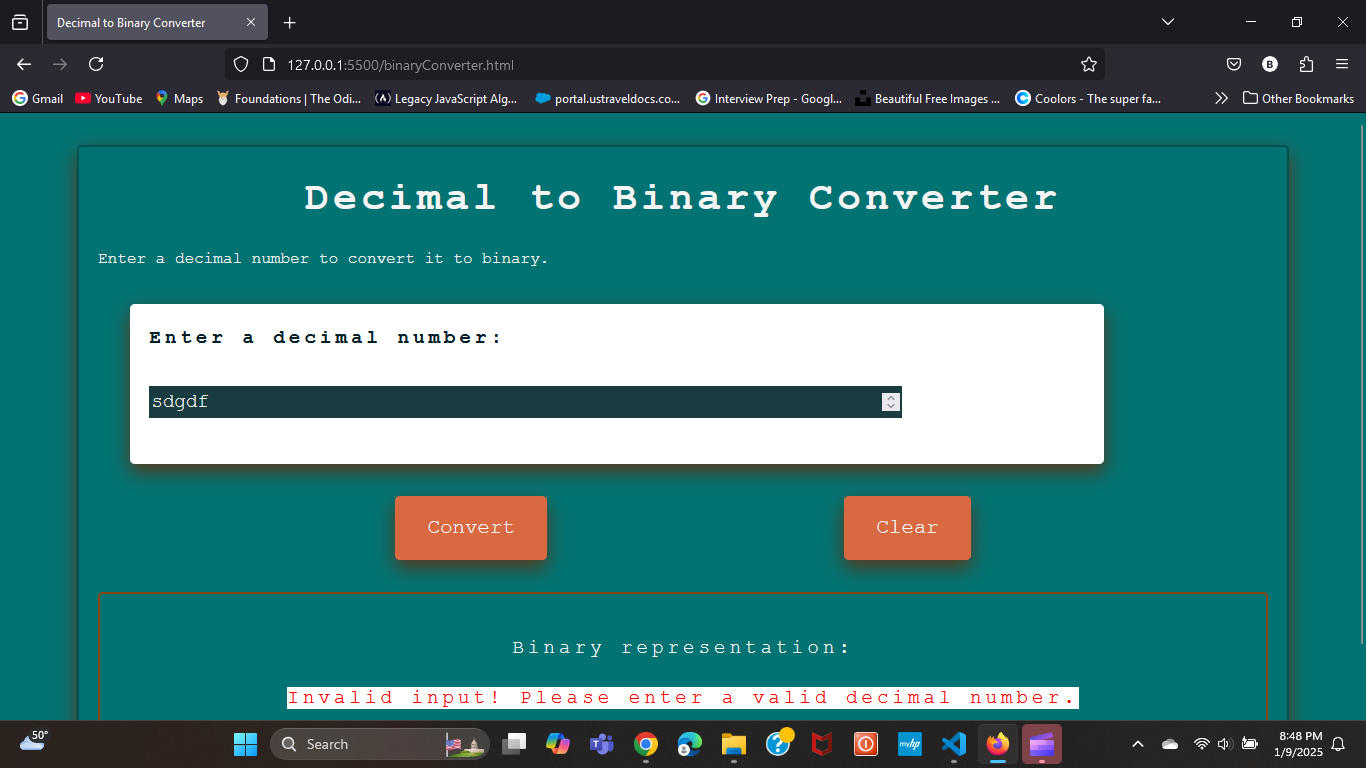 Decimal to Binary Converter
127.0.0.1:5500/binaryConverter.html
B
Gmail
YouTube
Maps
Foundations | The Odi...
Legacy JavaScript Alg...
portal.ustraveldocs.co...
Interview Prep - Googl...
Beautiful Free Images ...
Coolors - The super fa...
Other Bookmarks
Decimal to Binary Converter
Enter a decimal number to convert it to binary.
Enter a decimal number:
sdgdf
Convert
Clear
Binary representation:
Invalid input! Please enter a valid decimal number.
50°
Search
myhp
8:48 PM
1/9/2025